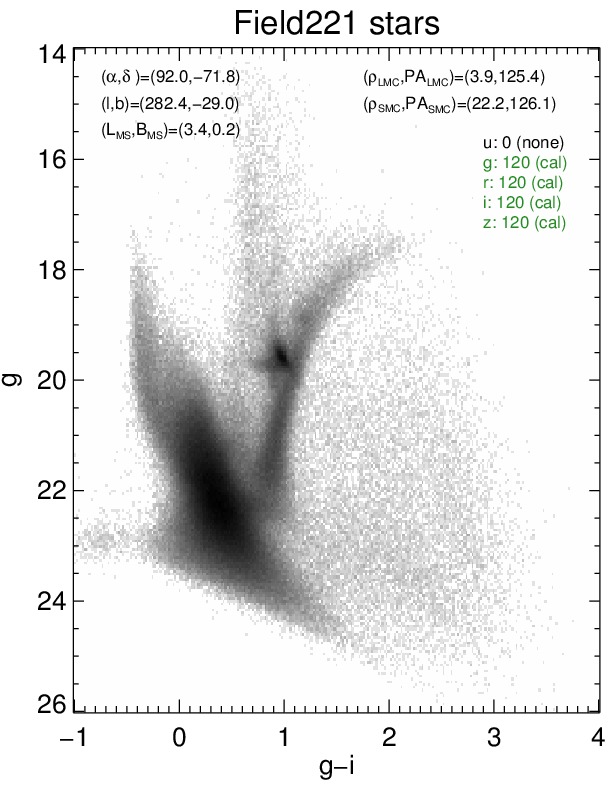 Field221 stars
(α,δ )=(92.0,−71.8)
(ρLMC,PALMC)=(3.9,125.4)
(l,b)=(282.4,−29.0)
(ρSMC,PASMC)=(22.2,126.1)
(LMS,BMS)=(3.4,0.2)
u: 0 (none)
g: 120 (cal)
r: 120 (cal)
i: 120 (cal)
z: 120 (cal)
14
16
18
20
22
24
26
g
−1 0 1 2 3 4
g−i